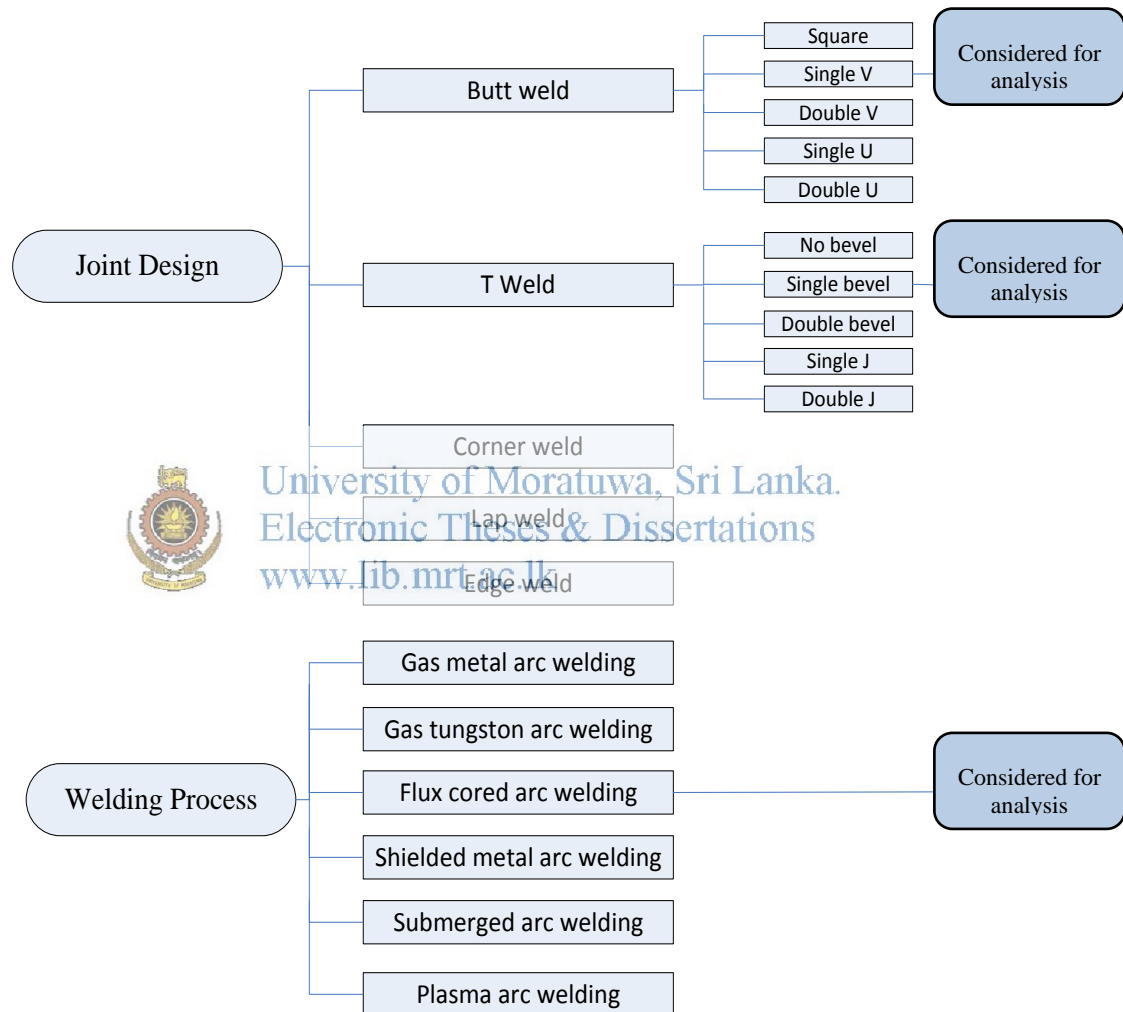 Square
Considered for
analysis
Butt weld
Single V
Double V
Single U
Double U
Joint Design
T Weld
No bevel
Single bevel
Considered for
analysis
Double bevel
Single J
Double J
Corner weld
University of Moratuwa, Sri Lanka.
Lap weld
Electronic Theses & Dissertations
Edge weld
www.lib.mrt.ac.lk
Welding Process
Gas metal arc welding
Gas tungston arc welding
Flux cored arc welding
Considered for
analysis
Shielded metal arc welding
Submerged arc welding
Plasma arc welding